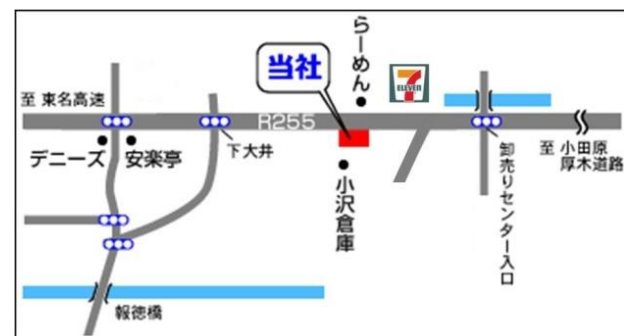 らーめん
当社
7
ELEVEN
至 東名高速
R255
デニーズ
安楽亭
下大井
小沢倉庫
卸売りセンター入口
至 小田原
厚木道路
報徳橋